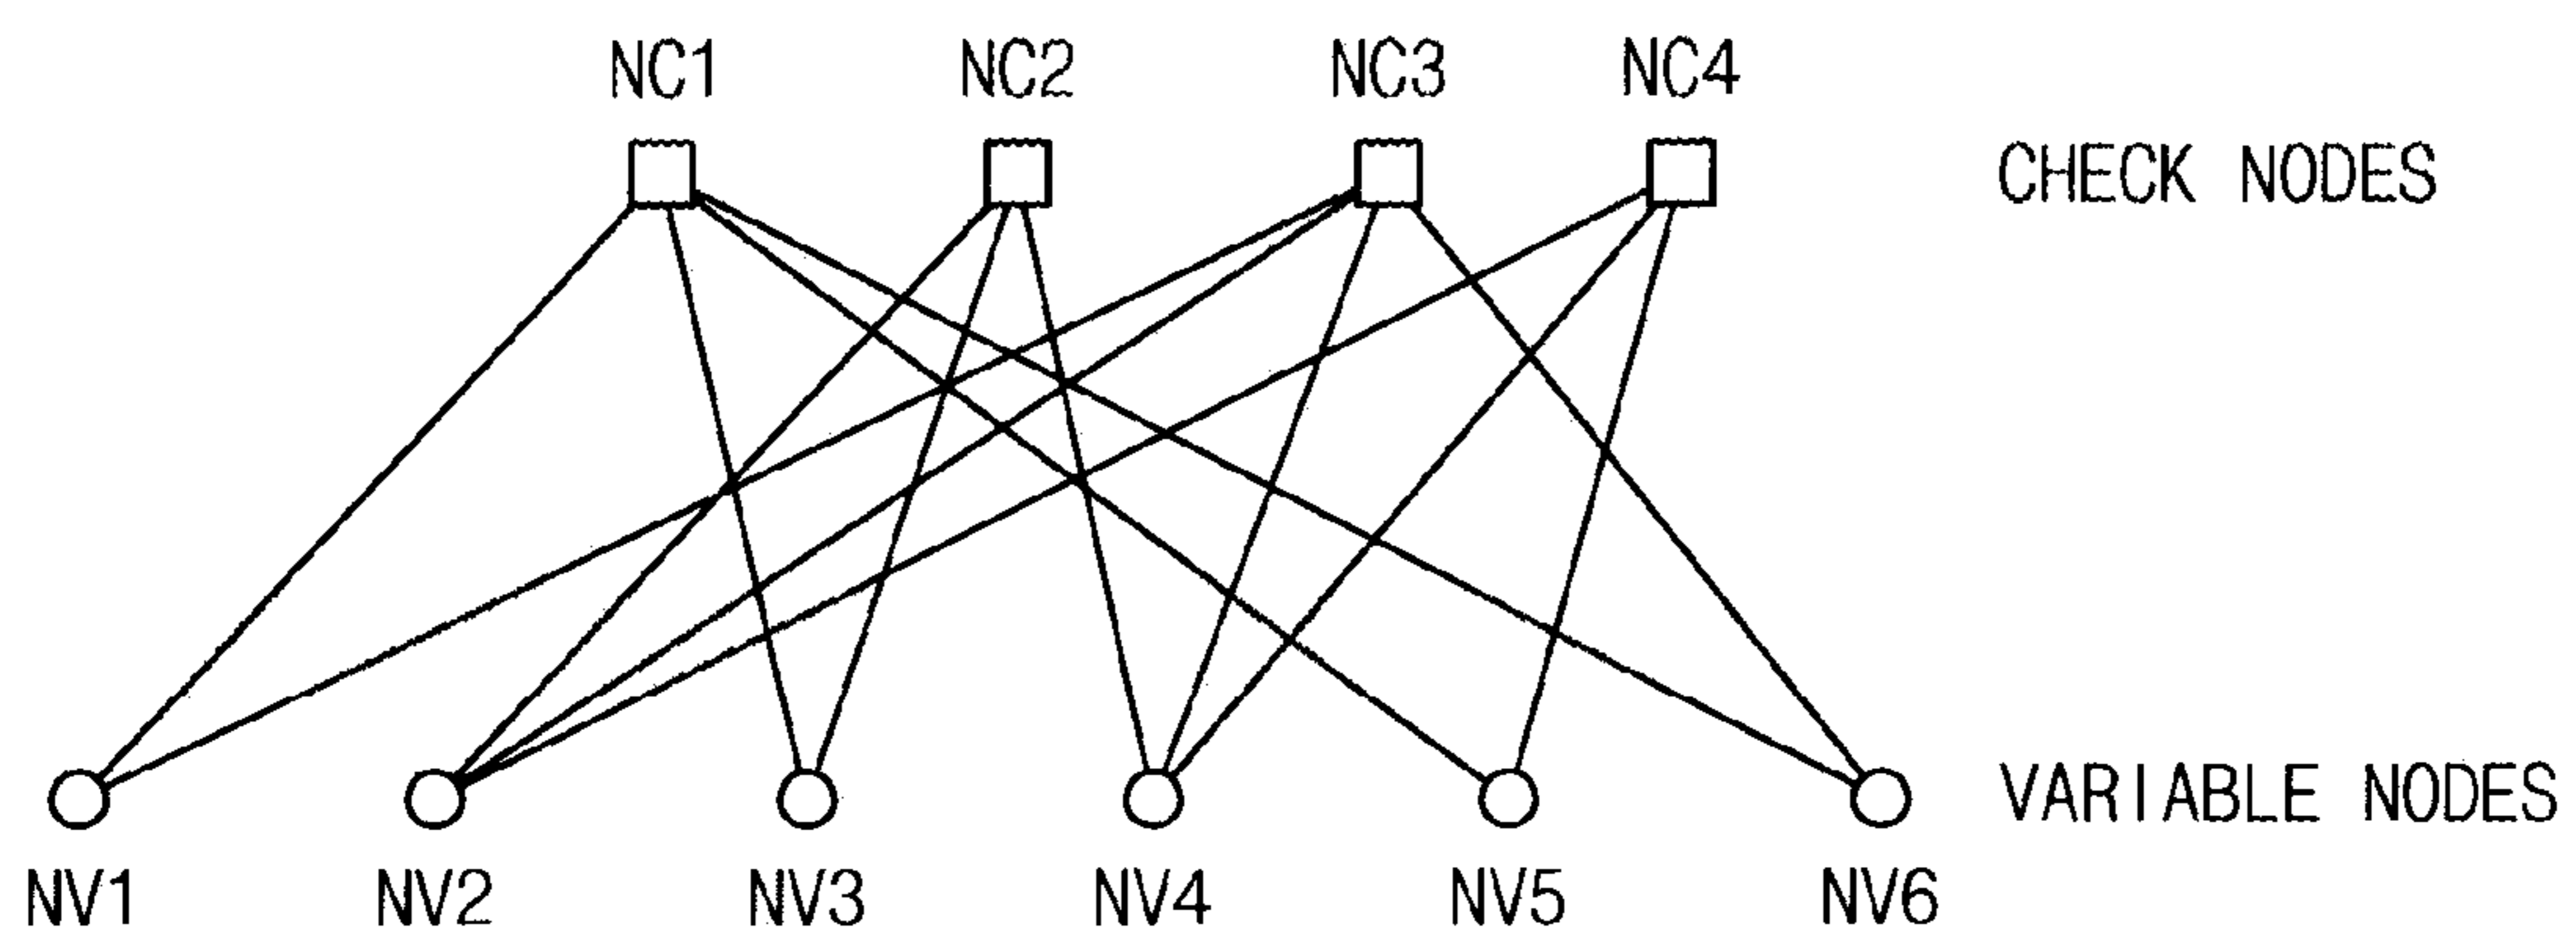 NC1 NC2 NC3 NC4
CHECK NODES
VARIABLE NODES
NV1 NV2 NV3 NV4 NV5 NV6